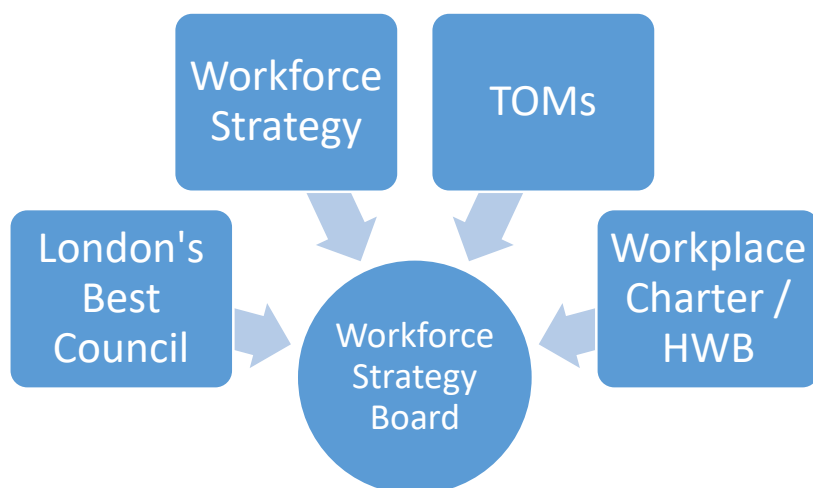 Workforce
Strategy
TOMs
London's
Best
Council
Workplace
Charter /
HWB
Workforce
Strategy
Board